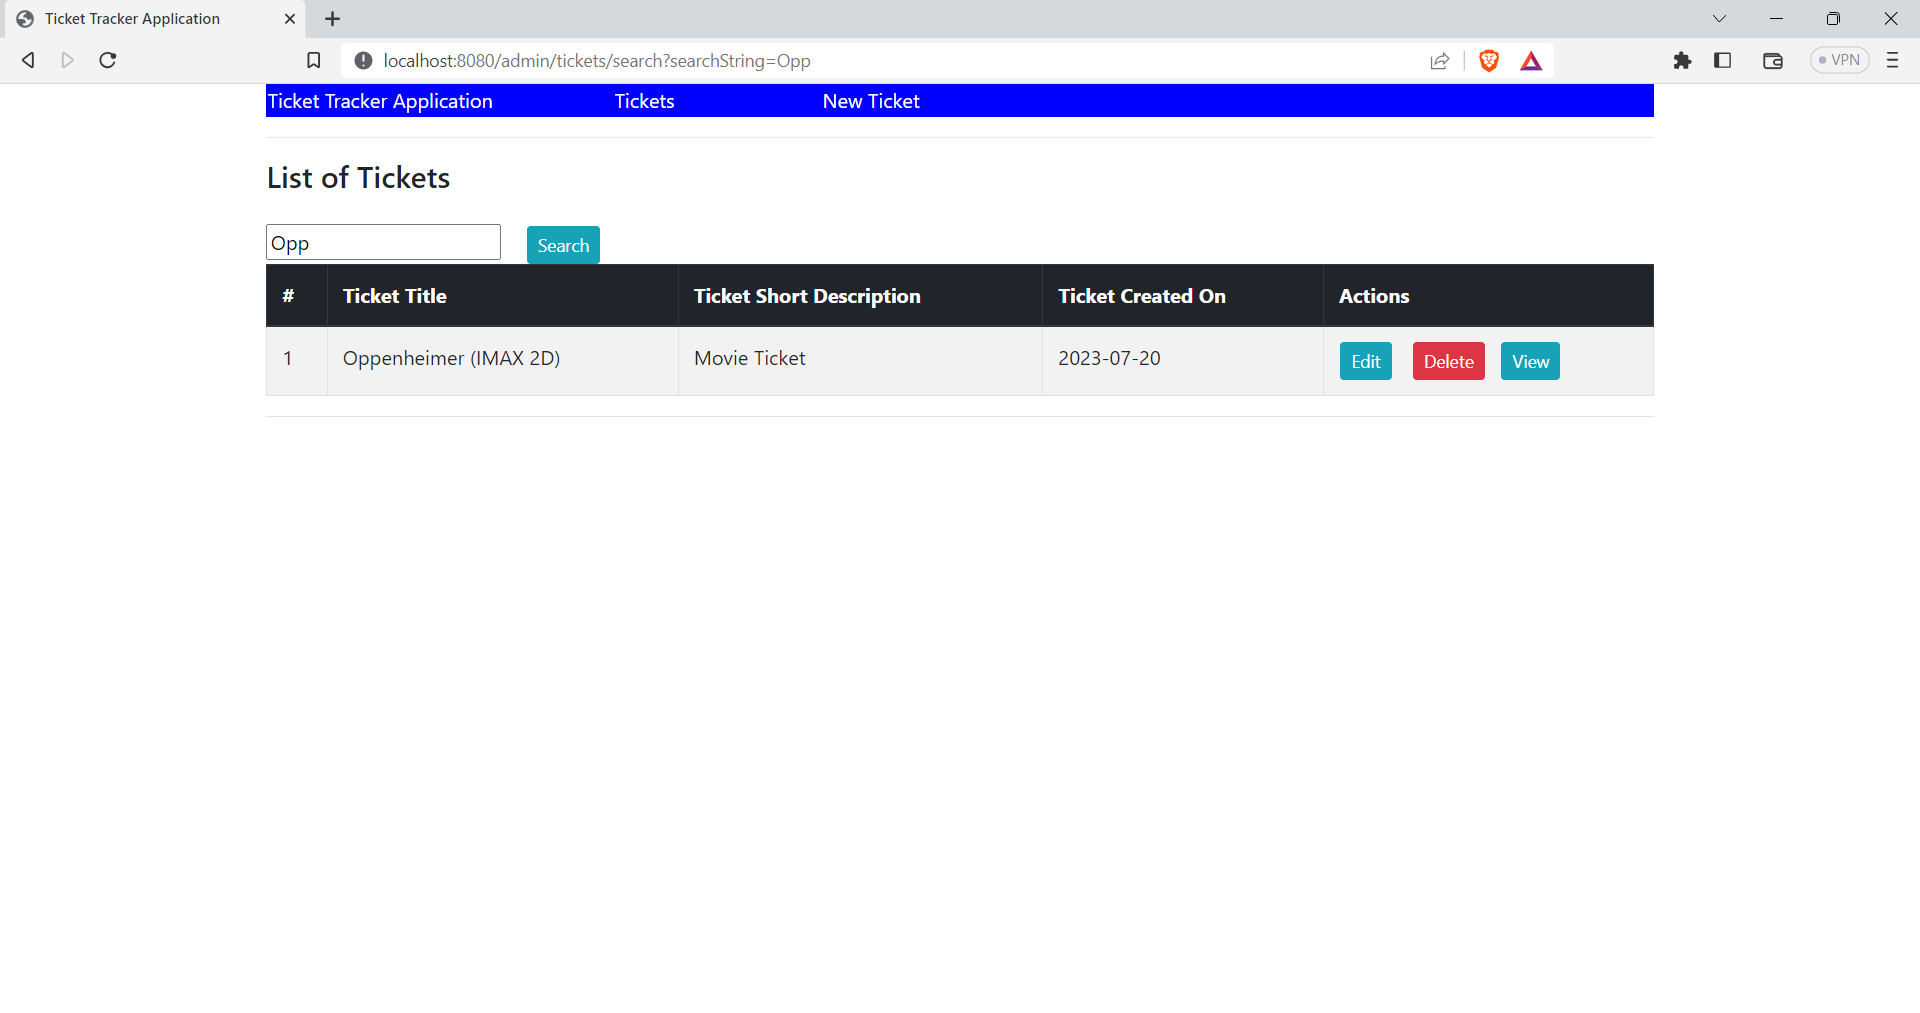 Ticket Tracker Application
localhost:8080/admin/tickets/search?searchString=Opp
VPN
Ticket Tracker Application Tickets New Ticket
List of Tickets
Opp Search
# Ticket Title Ticket Short Description Ticket Created On Actions
1 Oppenheimer (IMAX 2D) Movie Ticket 2023-07-20 Edit Delete View